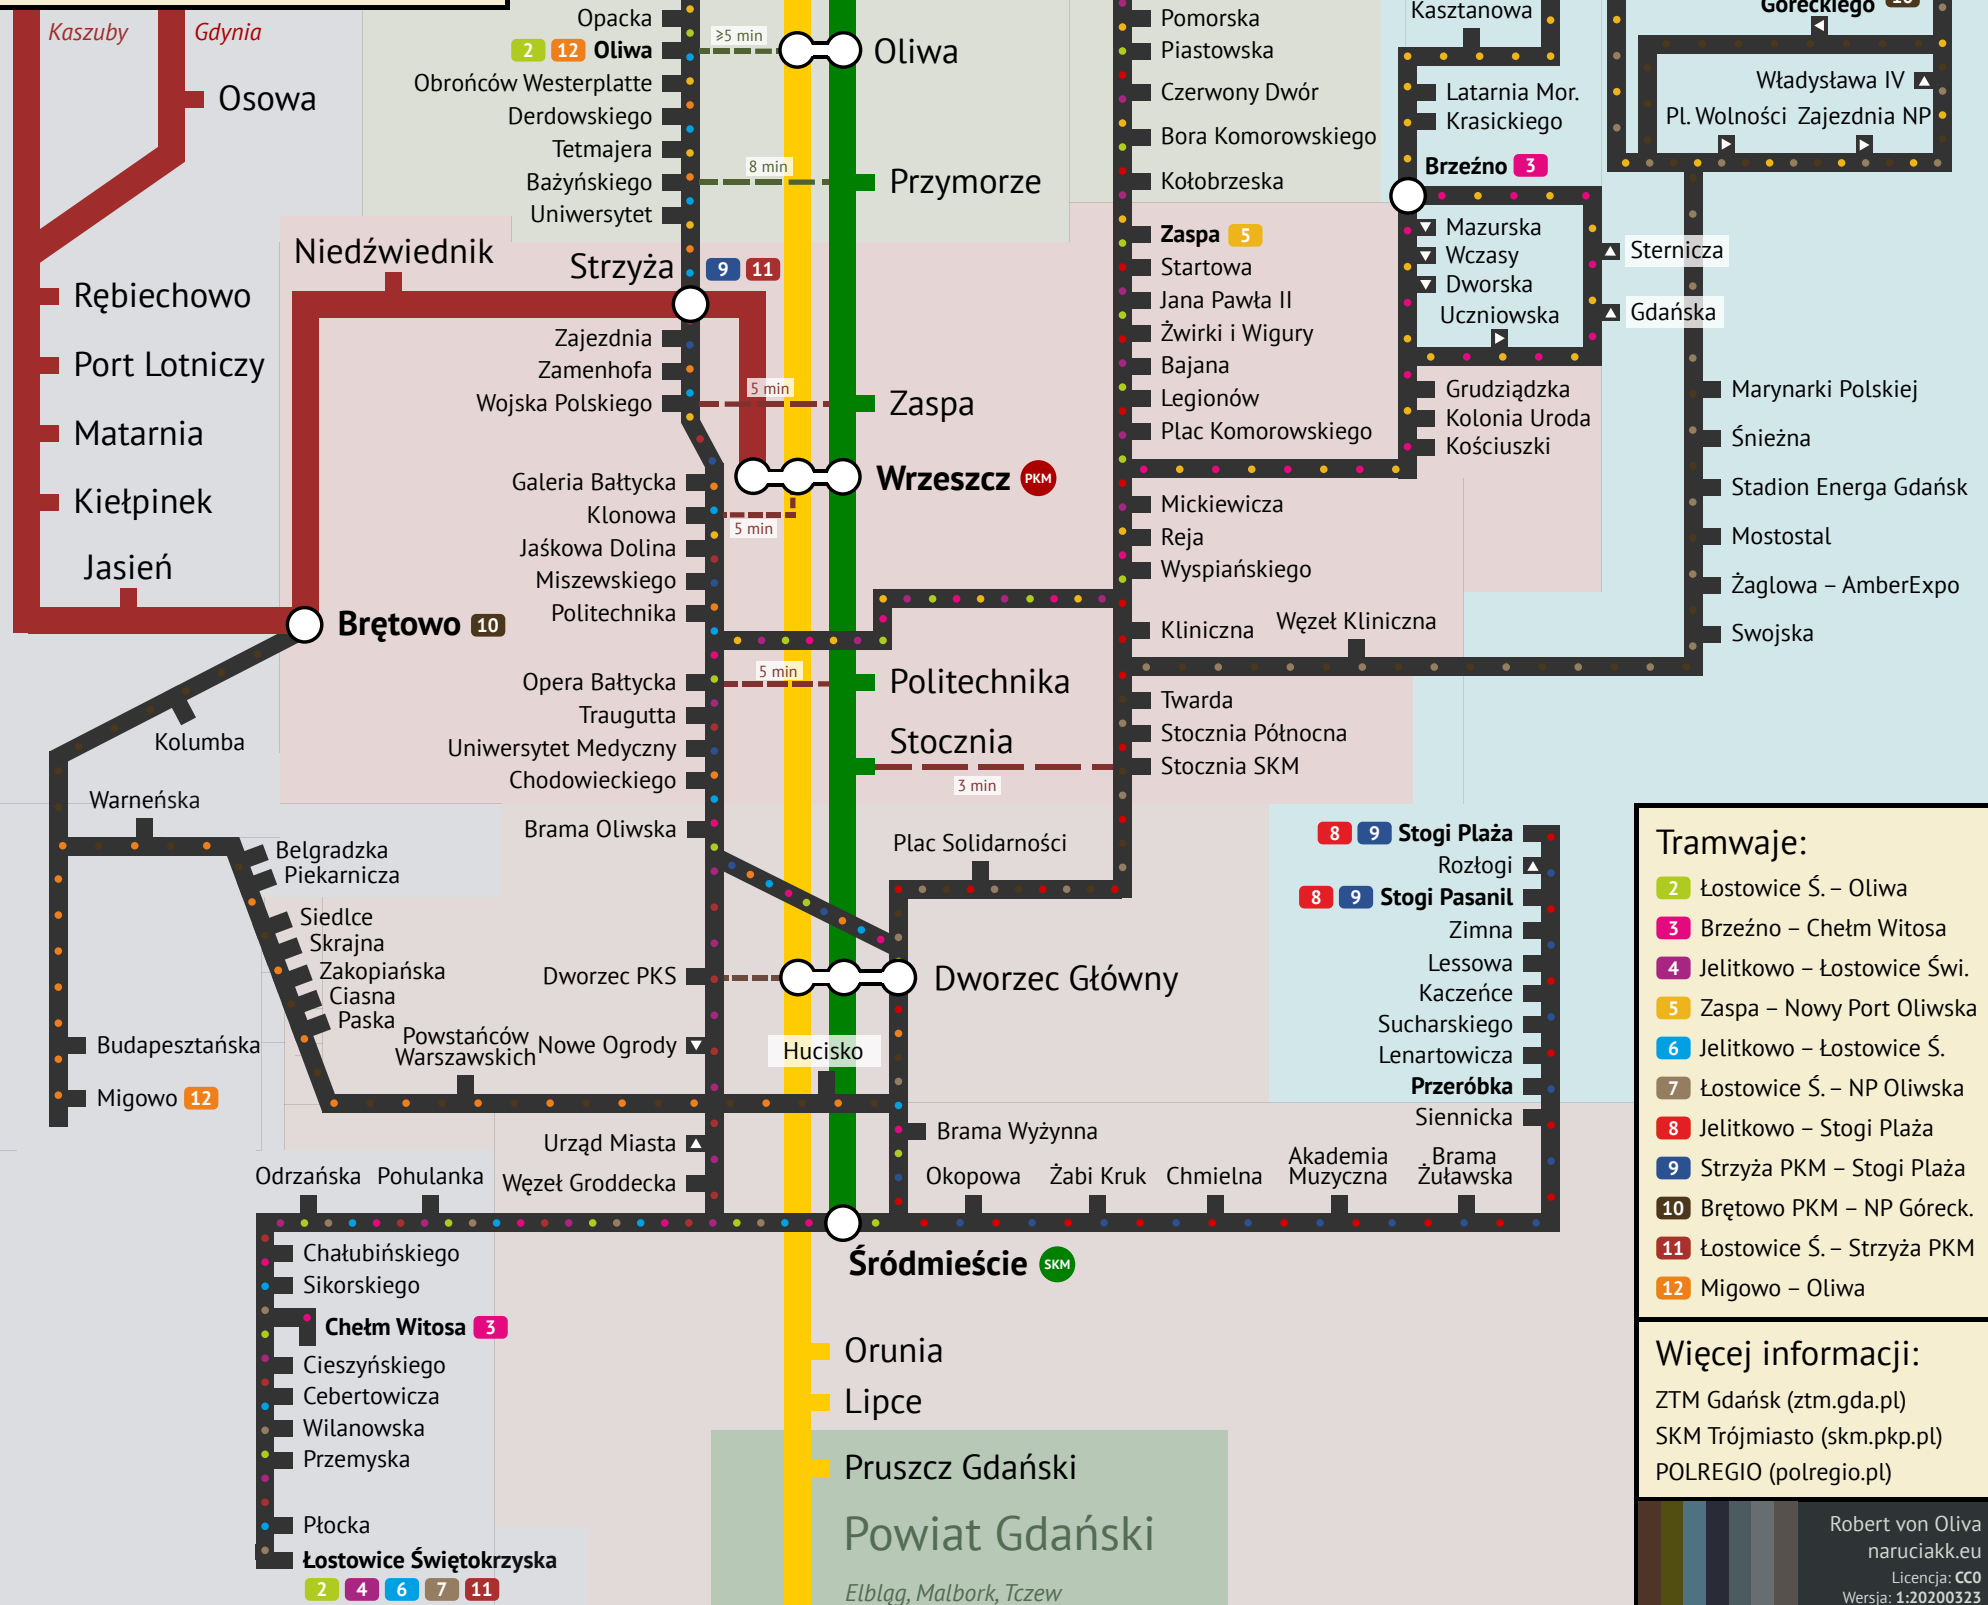 Kaszuby
Gdynia
Osowa
Rębiechowo
Port Lotniczy
Matarnia
Kiełpinek
Jasień
Niedźwiednik
Brętowo 10
Kolumba
Warneńska
Belgradzka
Piekarnicza
Siedlce
Skrajna
Zakopiańska
Ciasna
Paska
Budapesztańska
Migowo 12
Powstańców
Warszawskich
Opacka
2 12 Oliwa
Obrońców Westerplatte
Derdowskiego
Tetmajera
Bażyńskiego
Uniwersytet
Strzyża 9 11
Zajezdnia
Zamenhofa
Wojska Polskiego
Galeria Bałtycka
Klonowa
Jaśkowa Dolina
Miszewskiego
Politechnika
Opera Bałtycka
Traugutta
Uniwersytet Medyczny
Chodowieckiego
Brama Oliwska
Dworzec PKS
Nowe Ogrody
Urząd Miasta
Węzeł Groddecka
Odrzańska
Pohulanka
Chałubińskiego
Sikorskiego
Chełm Witosa 3
Cieszyńskiego
Cebertowicza
Wilanowska
Przemyska
Płocka
Łostowice Świętokrzyska
2 4 6 7 11
⩾5 min
8 min
5 min
5 min
5 min
3 min
Oliwa
Przymorze
Zaspa
Wrzeszcz PKM
Politechnika
Stocznia
Plac Solidarności
Dworzec Główny
Hucisko
Brama Wyżynna
Śródmieście SKM
Orunia
Lipce
Pruszcz Gdański
Powiat Gdański
Elbląg, Malbork, Tczew
Pomorska
Piastowska
Czerwony Dwór
Bora Komorowskiego
Kołobrzeska
Zaspa 5
Startowa
Jana Pawła II
Żwirki i Wigury
Bajana
Legionów
Plac Komorowskiego
Mickiewicza
Reja
Wyspiańskiego
Kliniczna
Węzeł Kliniczna
Twarda
Stocznia Północna
Stocznia SKM
Kasztanowa
Latarnia Mor.
Krasickiego
Brzeźno 3
Mazurska
Wczasy
Dworska
Uczniowska
Sternicza
Gdańska
Grudziądzka
Kolonia Uroda
Kościuszki
Góreckiego 10
Władysława IV
Pl. Wolności
Zajezdnia NP
Marynarki Polskiej
Śnieżna
Stadion Energa Gdańsk
Mostostal
Żaglowa – AmberExpo
Swojska
8 9 Stogi Plaża
Rozłogi
8 9 Stogi Pasanil
Zimna
Lessowa
Kaczeńce
Sucharskiego
Lenartowicza
Przeróbka
Siennicka
Okopowa
Żabi Kruk
Chmielna
Akademia
Muzyczna
Brama
Żuławska
Tramwaje:
2 Łostowice Ś. – Oliwa
3 Brzeźno – Chełm Witosa
4 Jelitkowo – Łostowice Świ.
5 Zaspa – Nowy Port Oliwska
6 Jelitkowo – Łostowice Ś.
7 Łostowice Ś. – NP Oliwska
8 Jelitkowo – Stogi Plaża
9 Strzyża PKM – Stogi Plaża
10 Brętowo PKM – NP Góreck.
11 Łostowice Ś. – Strzyża PKM
12 Migowo – Oliwa
Więcej informacji:
ZTM Gdańsk (ztm.gda.pl)
SKM Trójmiasto (skm.pkp.pl)
POLREGIO (polregio.pl)
Robert von Oliva
naruciakk.eu
Licencja: CC0
Wersja: 1:20200323